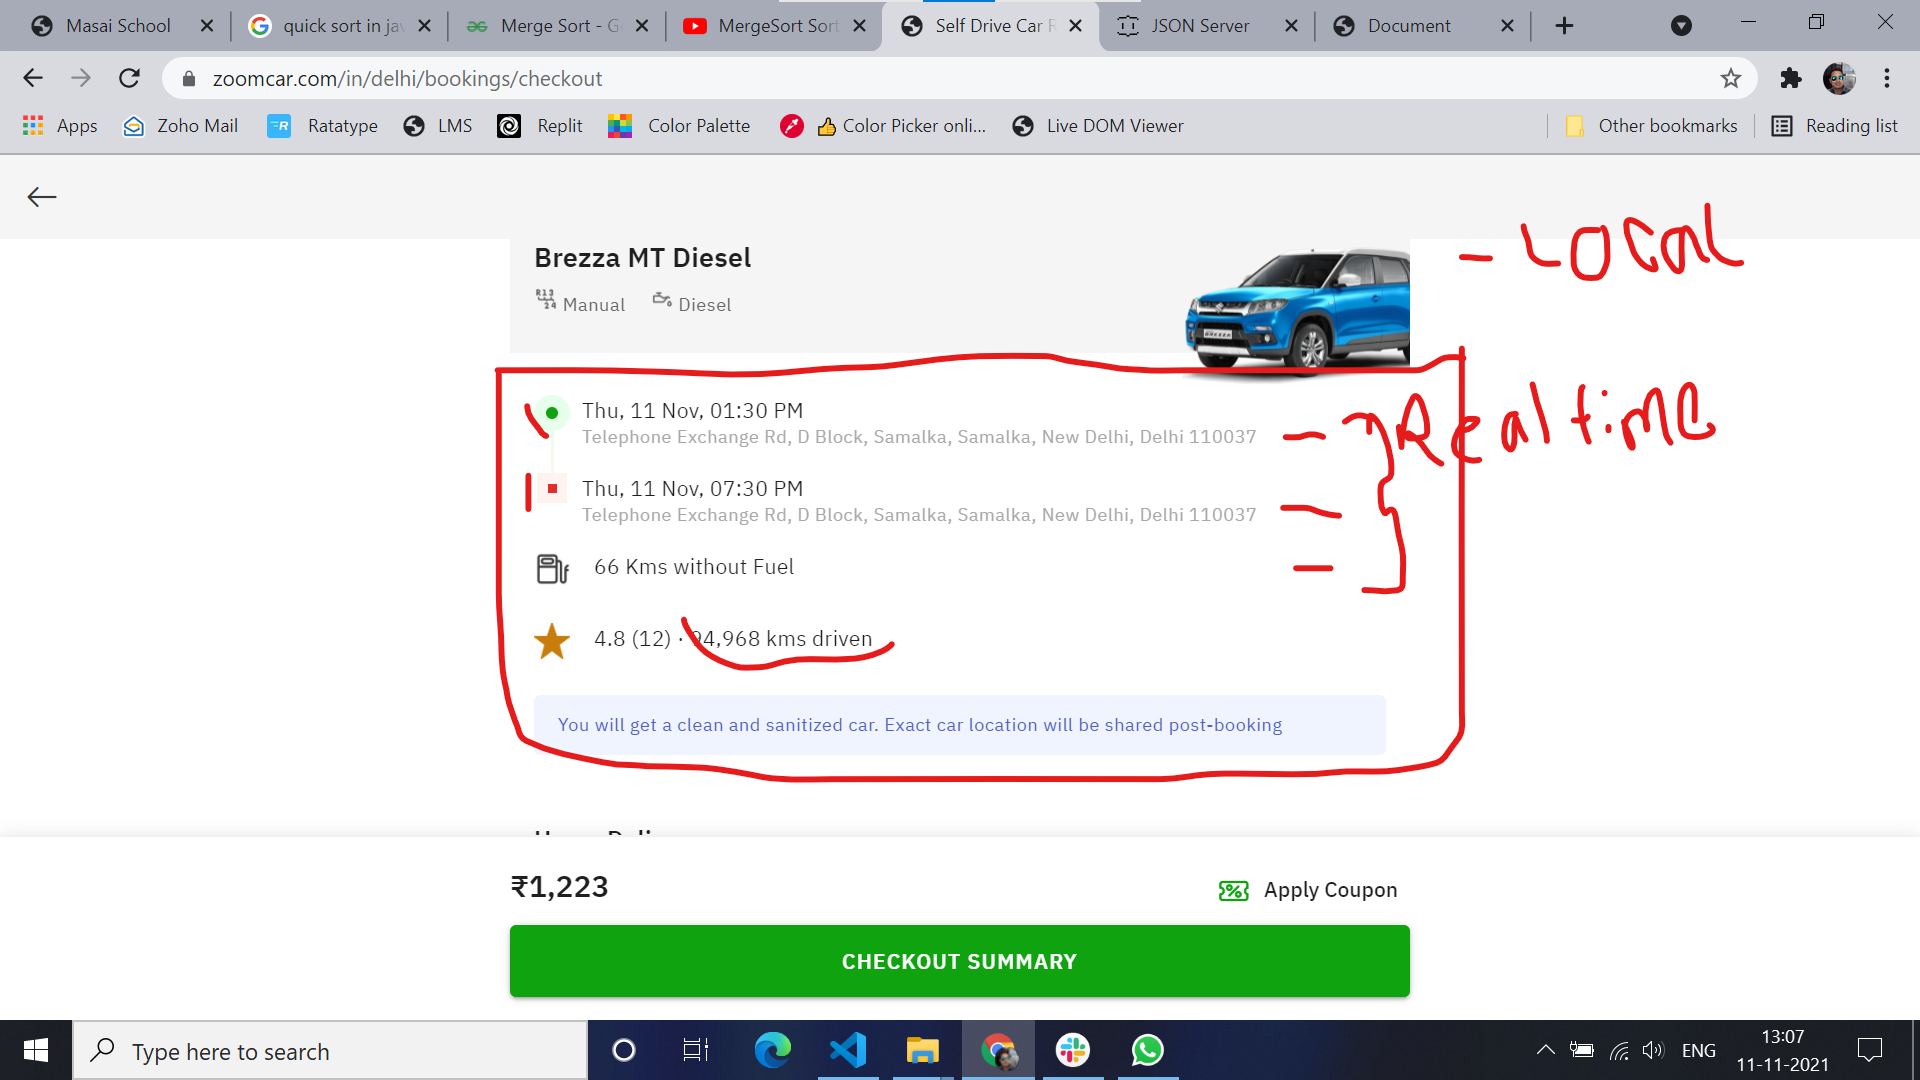 Masai School
quick sort in jav
Merge Sort - Ge
MergeSort Sort
Self Drive Car R
JSON Server
Document
zoomcar.com/in/delhi/bookings/checkout
Apps
Zoho Mail
Ratatype
LMS
Replit
Color Palette
Color Picker onli...
Live DOM Viewer
Other bookmarks
Reading list
Brezza MT Diesel
Manual
Diesel
- Local
Thu, 11 Nov, 01:30 PM
Telephone Exchange Rd, D Block, Samalka, Samalka, New Delhi, Delhi 110037
Realtime
Thu, 11 Nov, 07:30 PM
Telephone Exchange Rd, D Block, Samalka, Samalka, New Delhi, Delhi 110037
66 Kms without Fuel
4.8 (12) · 94,968 kms driven
You will get a clean and sanitized car. Exact car location will be shared post-booking
₹1,223
Apply Coupon
CHECKOUT SUMMARY
Type here to search
ENG
13:07
11-11-2021